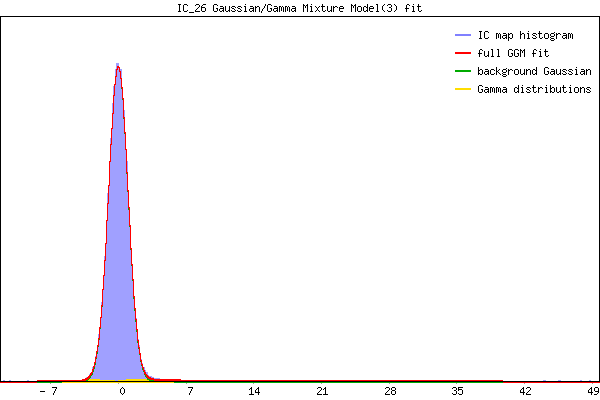 IC_26 Gaussian/Gamma Mixture Model(3) fit
IC map histogram
full GGM fit
background Gaussian
Gamma distributions
- 7 0 7 14 21 28 35 42 49